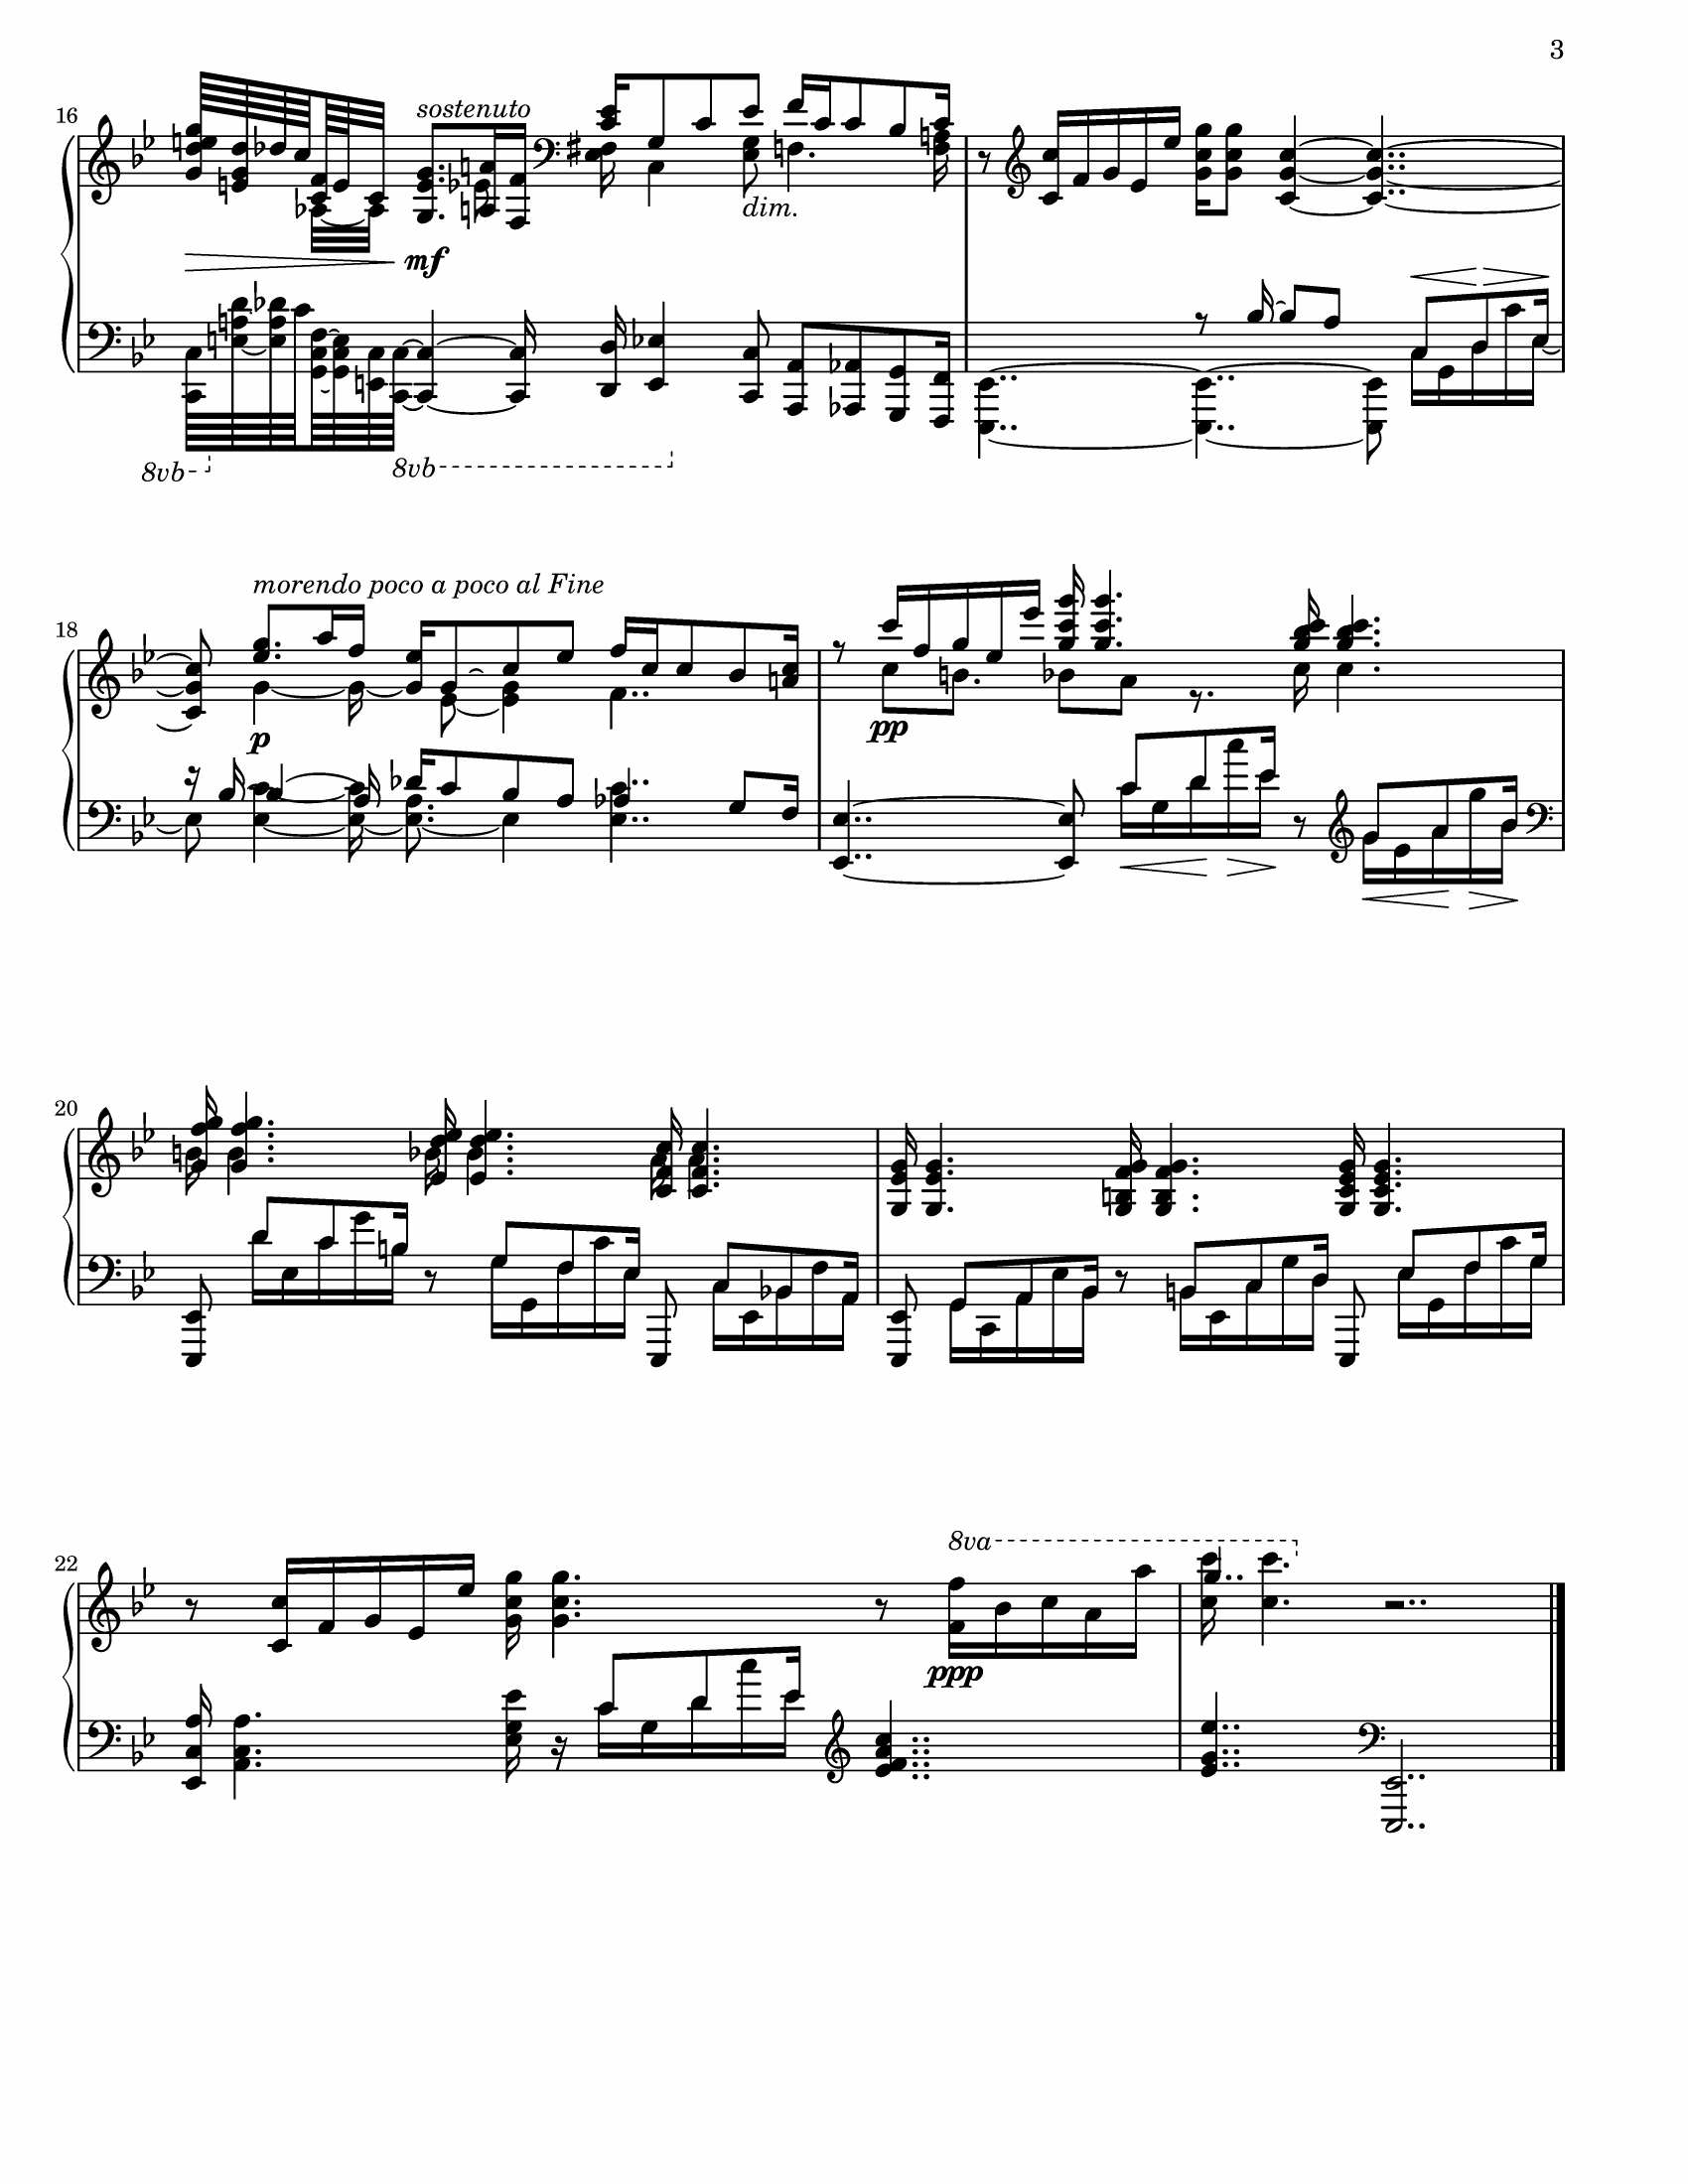 3
16
sostenuto
mf
dim.
8vb
8vb
18
morendo poco a poco al Fine
p
pp
20
22
8va
ppp